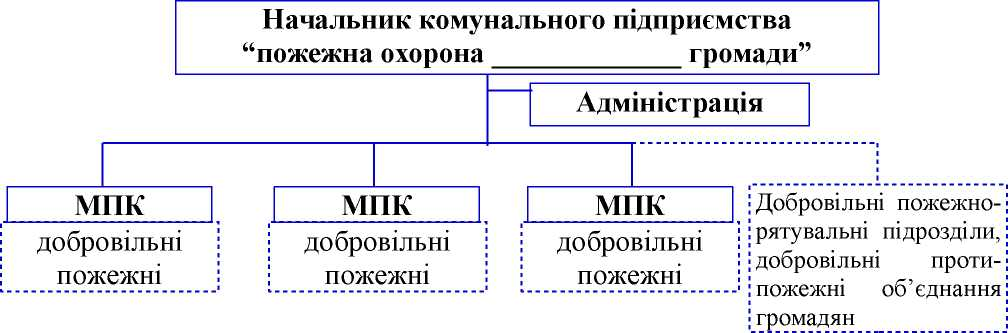 Начальник комунального підприємства
“пожежна охорона ______________ громади”
Адміністрація
МПК
добровільні
пожежні
МПК
добровільні
пожежні
МПК
добровільні
пожежні
Добровільні пожежно-
рятувальні підрозділи,
добровільні проти-
пожежні об’єднання
громадян